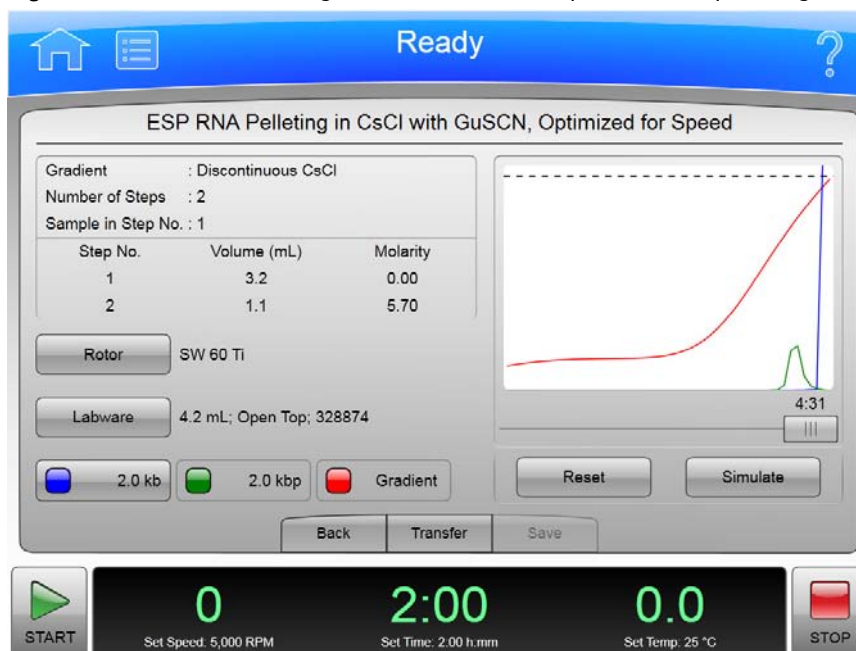 Ready
ESP RNA Pelleting in CsCl with GuSCN, Optimized for Speed
Gradient : Discontinuous CsCl
Number of Steps : 2
Sample in Step No. : 1
Step No. Volume (mL) Molarity
1 3.2 0.00
2 1.1 5.70
Rotor SW 60 Ti
Labware 4.2 mL; Open Top; 328874
4:31
2.0 kb 2.0 kbp Gradient Reset Simulate
Back Transfer Save
0 2:00 0.0
START Set Speed: 5,000 RPM Set Time: 2.00 h:mm Set Temp: 25 °C STOP